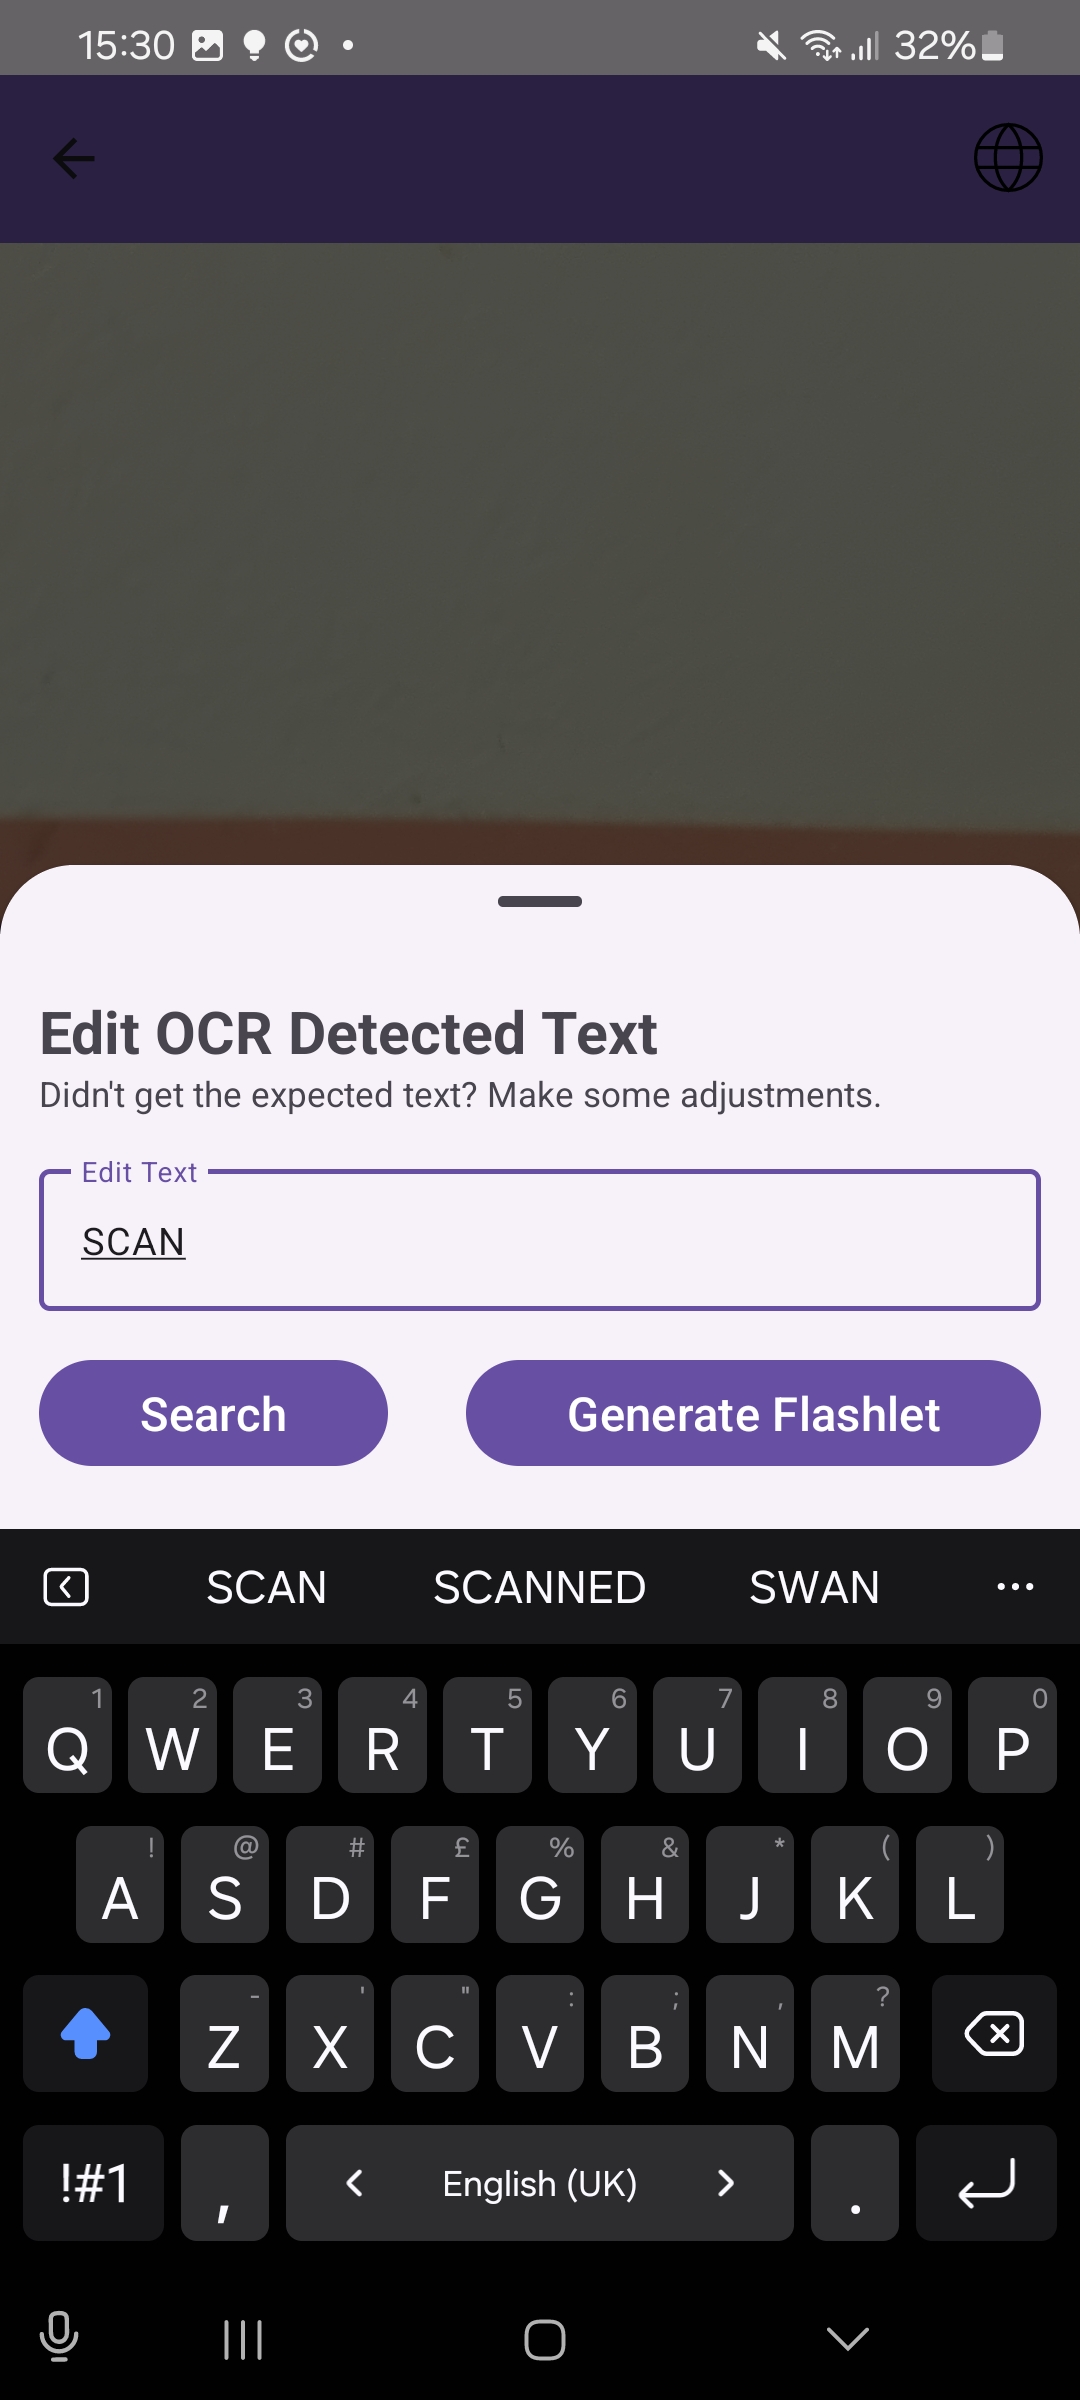 15:30 32%
Edit OCR Detected Text
Didn't get the expected text? Make some adjustments.
Edit Text
SCAN
Search Generate Flashlet
SCAN SCANNED SWAN
1 2 3 4 5 6 7 8 9 0
Q W E R T Y U I O P
! @ # £ % & * ( )
A S D F G H J K L
- ' " : ; , ?
Z X C V B N M
!#1 , English (UK) .